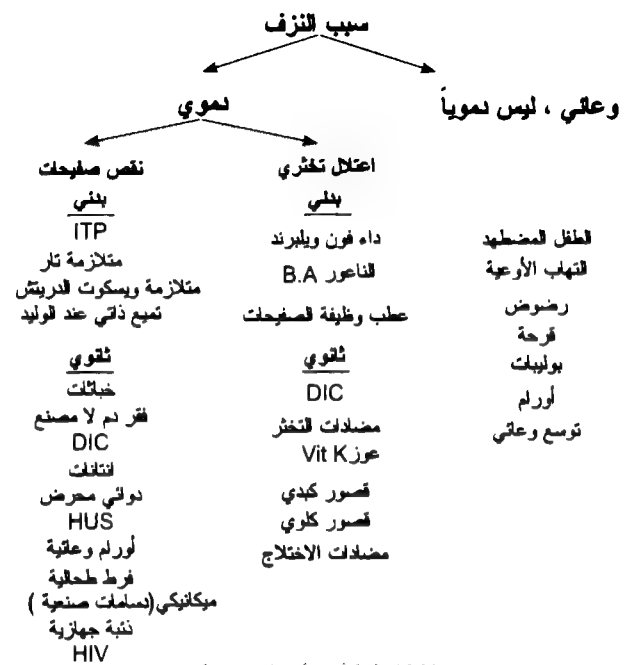 سبب النزف
دموي
وعائي ، ليس دموياً
نقص صفيحات
بدئي
ITP
متلازمة تار
متلازمة ويسكوت الدريتش
تميع ذاتي عند الوليد
ثانوي
خباثات
فقر دم لا مصنع
DIC
انتانات
دوائي محرض
HUS
أورام وعائية
فرط طحالية
ميكانيكي (دسامات صنعية )
ذئبة جهازية
HIV
اعتلال تخثري
بدئي
داء فون ويلبرند
الناعور B.A
عطب وظيفة الصفيحات
ثانوي
DIC
مضادات التخثر
عوز Vit K
قصور كبدي
قصور كلوي
مضادات الاختلاج
الطفل المضطهد
التهاب الأوعية
رضوض
قرحة
بوليبات
أورام
توسع وعائي